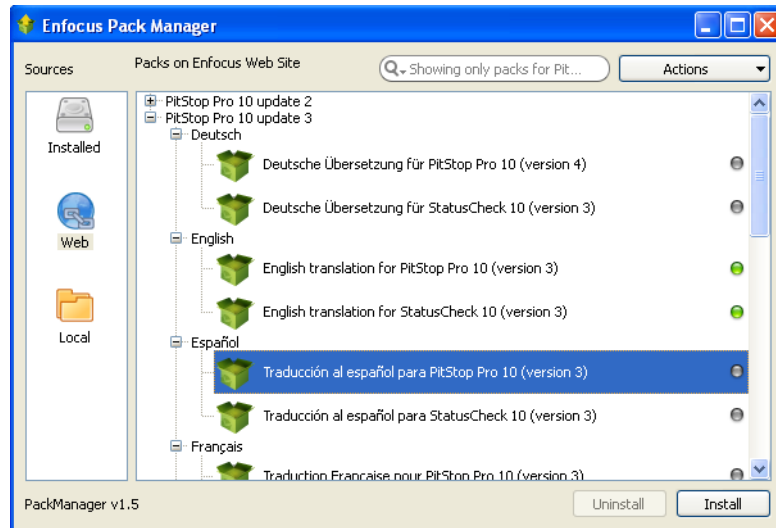 Enfocus Pack Manager
Sources
Packs on Enfocus Web Site
Showing only packs for Pit...
Actions
Installed
Web
Local
PitStop Pro 10 update 2
PitStop Pro 10 update 3
Deutsch
Deutsche Übersetzung für PitStop Pro 10 (version 4)
Deutsche Übersetzung für StatusCheck 10 (version 3)
English
English translation for PitStop Pro 10 (version 3)
English translation for StatusCheck 10 (version 3)
Español
Traducción al español para PitStop Pro 10 (version 3)
Traducción al español para StatusCheck 10 (version 3)
Français
Traduction Francaise pour PitStop Pro 10 (version 3)
PackManager v1.5
Uninstall
Install